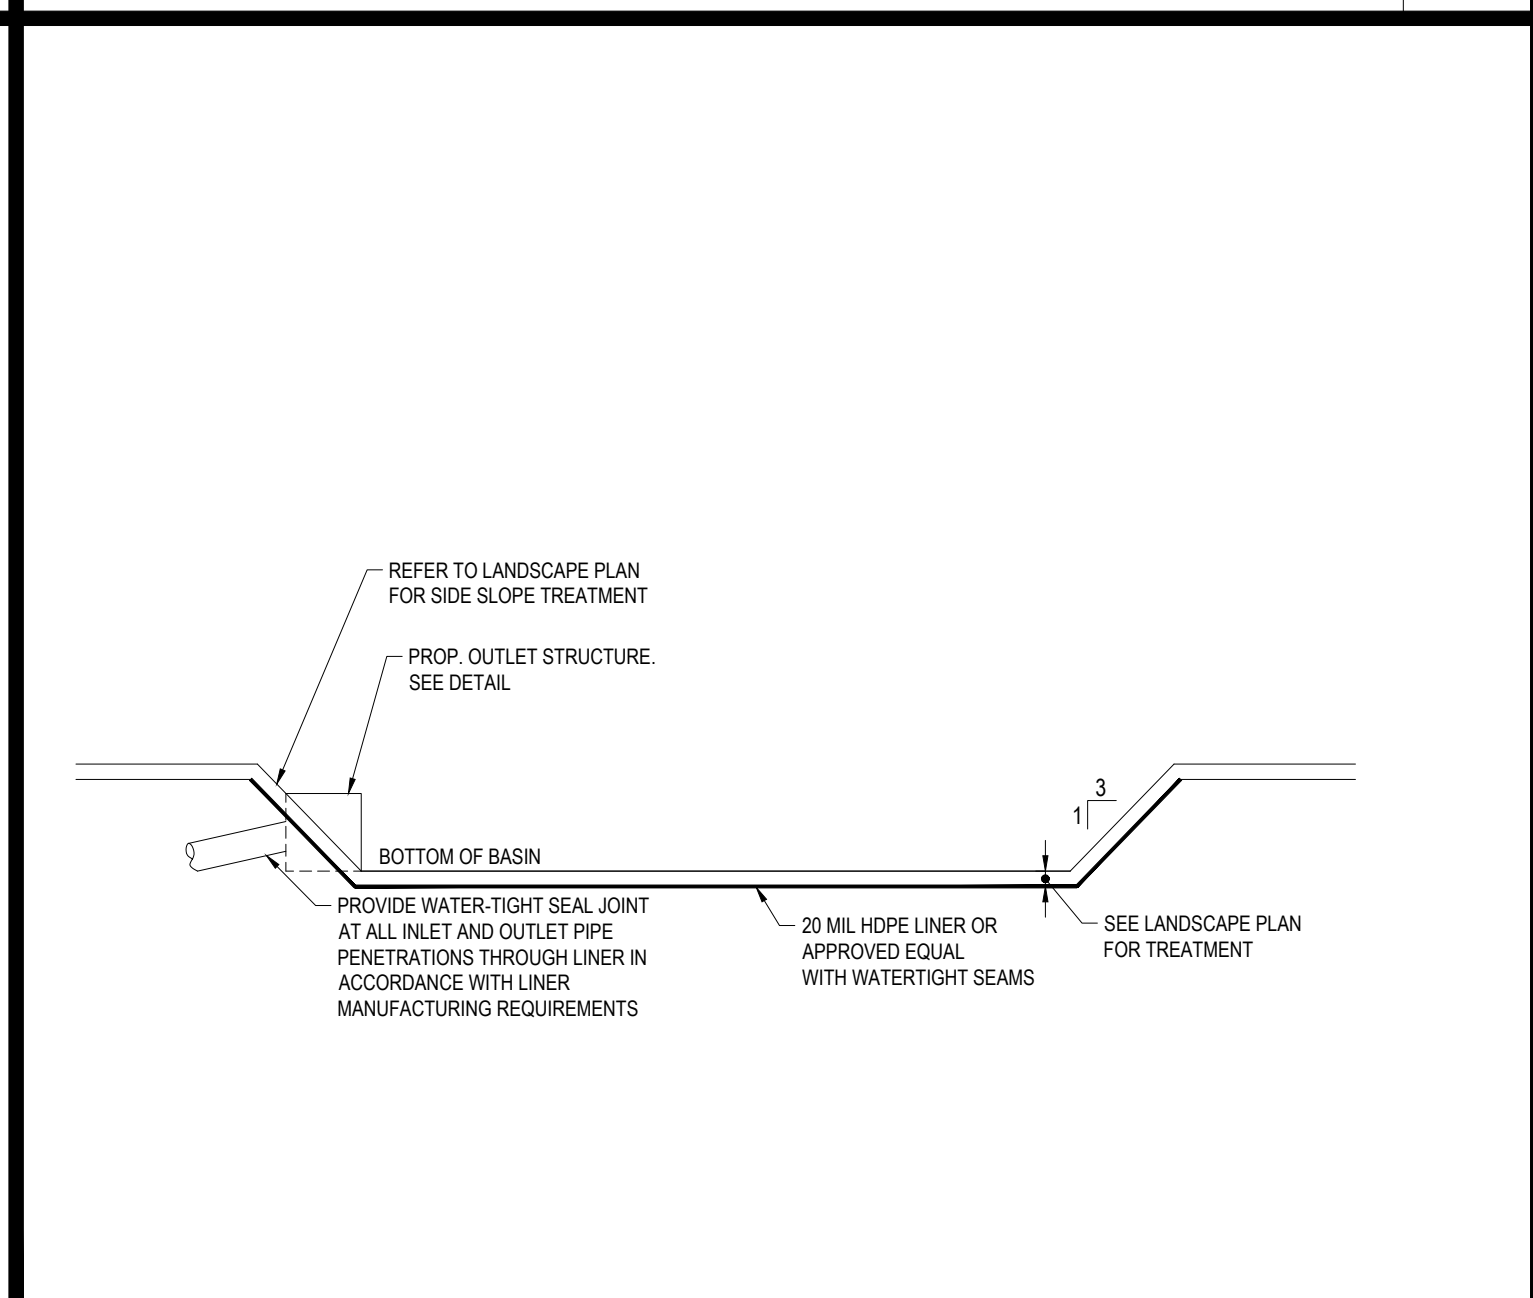 REFER TO LANDSCAPE PLAN
FOR SIDE SLOPE TREATMENT
PROP. OUTLET STRUCTURE.
SEE DETAIL
3
1
BOTTOM OF BASIN
PROVIDE WATER-TIGHT SEAL JOINT
AT ALL INLET AND OUTLET PIPE
PENETRATIONS THROUGH LINER IN
ACCORDANCE WITH LINER
MANUFACTURING REQUIREMENTS
20 MIL HDPE LINER OR
APPROVED EQUAL
WITH WATERTIGHT SEAMS
SEE LANDSCAPE PLAN
FOR TREATMENT